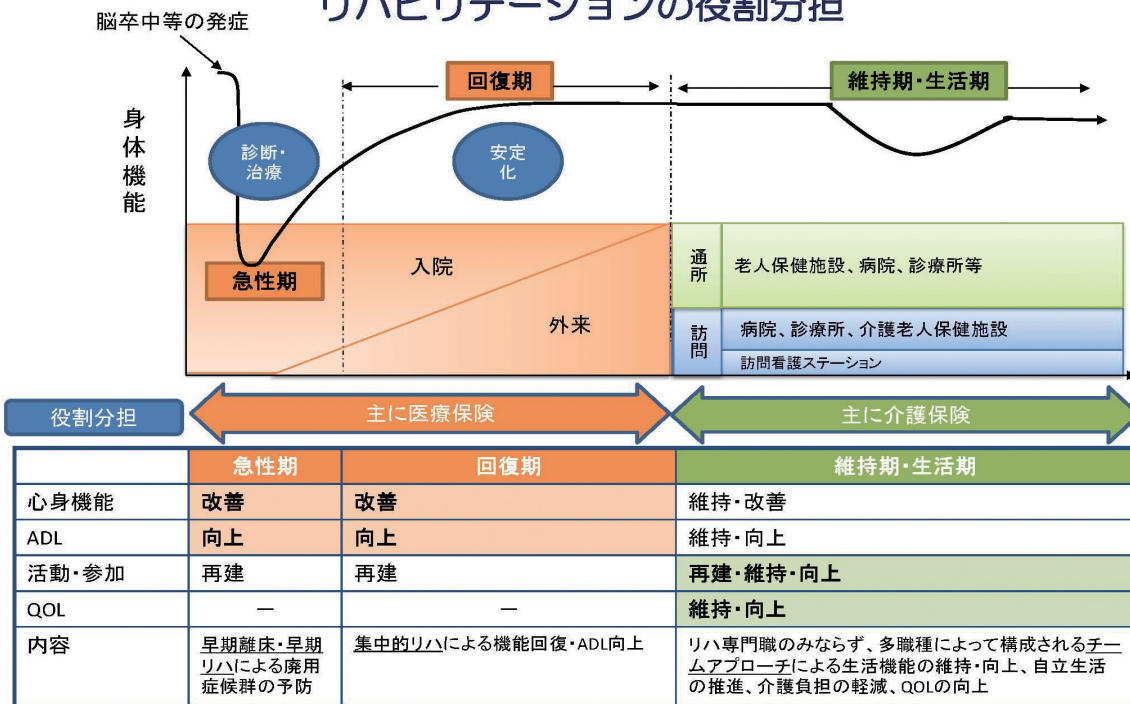 リハビリテーションの役割分担
脳卒中等の発症
回復期
維持期・生活期
身体機能
診断・
治療
安定
化
急性期
入院
外来
通所
老人保健施設、病院、診療所等
訪問
病院、診療所、介護老人保健施設
訪問看護ステーション
役割分担
主に医療保険
主に介護保険
急性期 回復期 維持期・生活期
心身機能 改善 改善 維持・改善
ADL 向上 向上 維持・向上
活動・参加 再建 再建 再建・維持・向上
QOL － － 維持・向上
内容 早期離床・早期 集中的リハによる機能回復・ADL向上 リハ専門職のみならず、多職種によって構成されるチー
リハによる廃用 ムアプローチによる生活機能の維持・向上、自立生活
症候群の予防 の推進、介護負担の軽減、QOLの向上